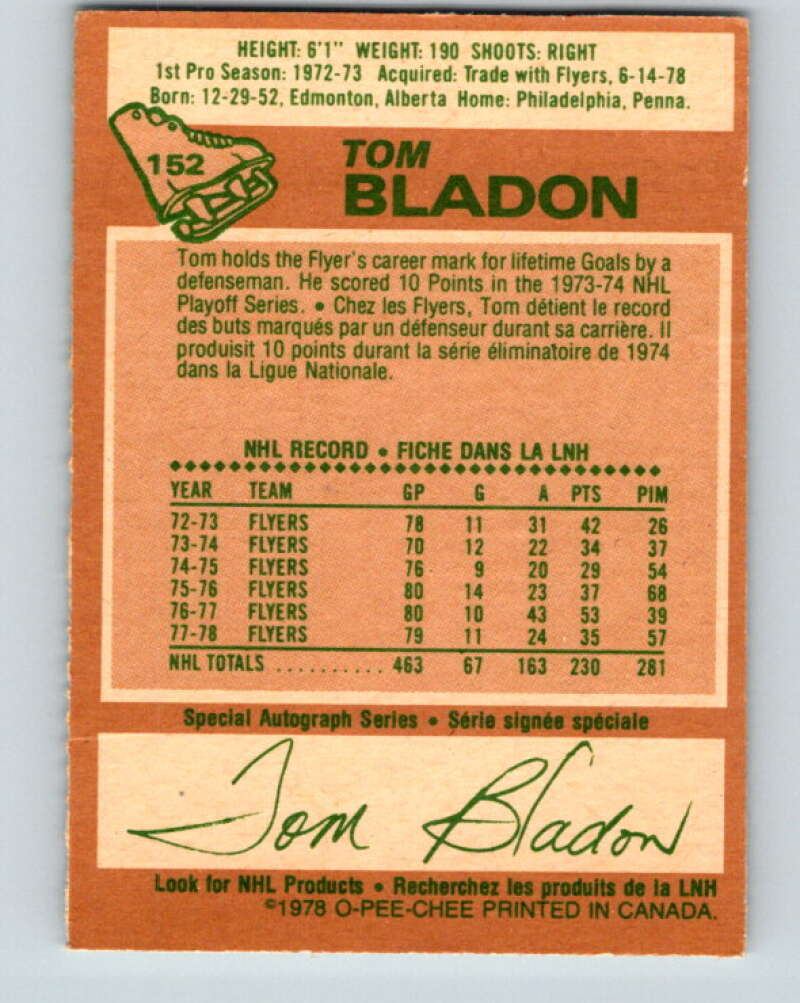 HEIGHT: 6'1" WEIGHT: 190 SHOOTS: RIGHT
1st Pro Season: 1972-73 Acquired: Trade with Flyers, 6-14-78
Born: 12-29-52, Edmonton, Alberta Home: Philadelphia, Penna.
152
TOM
BLADON
Tom holds the Flyer's career mark for lifetime Goals by a
defenseman. He scored 10 Points in the 1973-74 NHL
Playoff Series. • Chez les Flyers, Tom détient le record
des buts marqués par un défenseur durant sa carrière. Il
produisit 10 points durant la série éliminatoire de 1974
dans la Ligue Nationale.
NHL RECORD • FICHE DANS LA LNH
YEAR TEAM GP G A PTS PIM
72-73 FLYERS 78 11 31 42 26
73-74 FLYERS 70 12 22 34 37
74-75 FLYERS 76 9 20 29 54
75-76 FLYERS 80 14 23 37 68
76-77 FLYERS 80 10 43 53 39
77-78 FLYERS 79 11 24 35 57
NHL TOTALS .......... 463 67 163 230 281
Special Autograph Series • Série signée spéciale
Tom Bladon
Look for NHL Products • Recherchez les produits de la LNH
©1978 O-PEE-CHEE PRINTED IN CANADA.